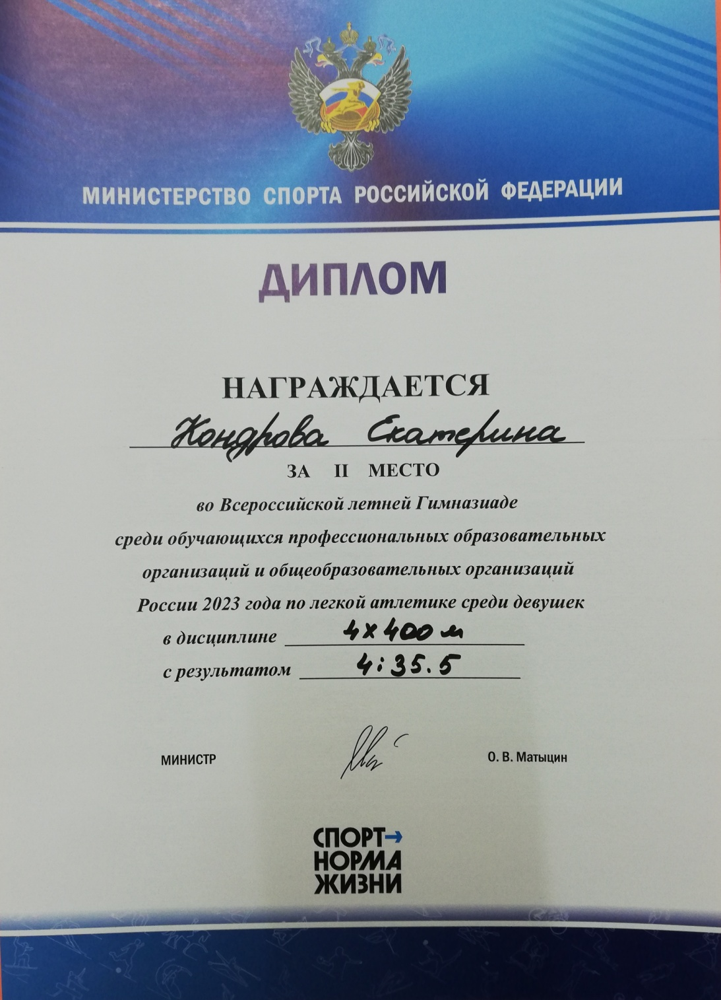 МИНИСТЕРСТВО СПОРТА РОССИЙСКОЙ ФЕДЕРАЦИИ
ДИПЛОМ
НАГРАЖДАЕТСЯ
Кондрова Екатерина
ЗА II МЕСТО
во Всероссийской летней Гимназиаде
среди обучающихся профессиональных образовательных
организаций и общеобразовательных организаций
России 2023 года по легкой атлетике среди девушек
в дисциплине 4х400 м
с результатом 4:35.5
МИНИСТР О. В. Матыцин
СПОРТ→
НОРМА
ЖИЗНИ